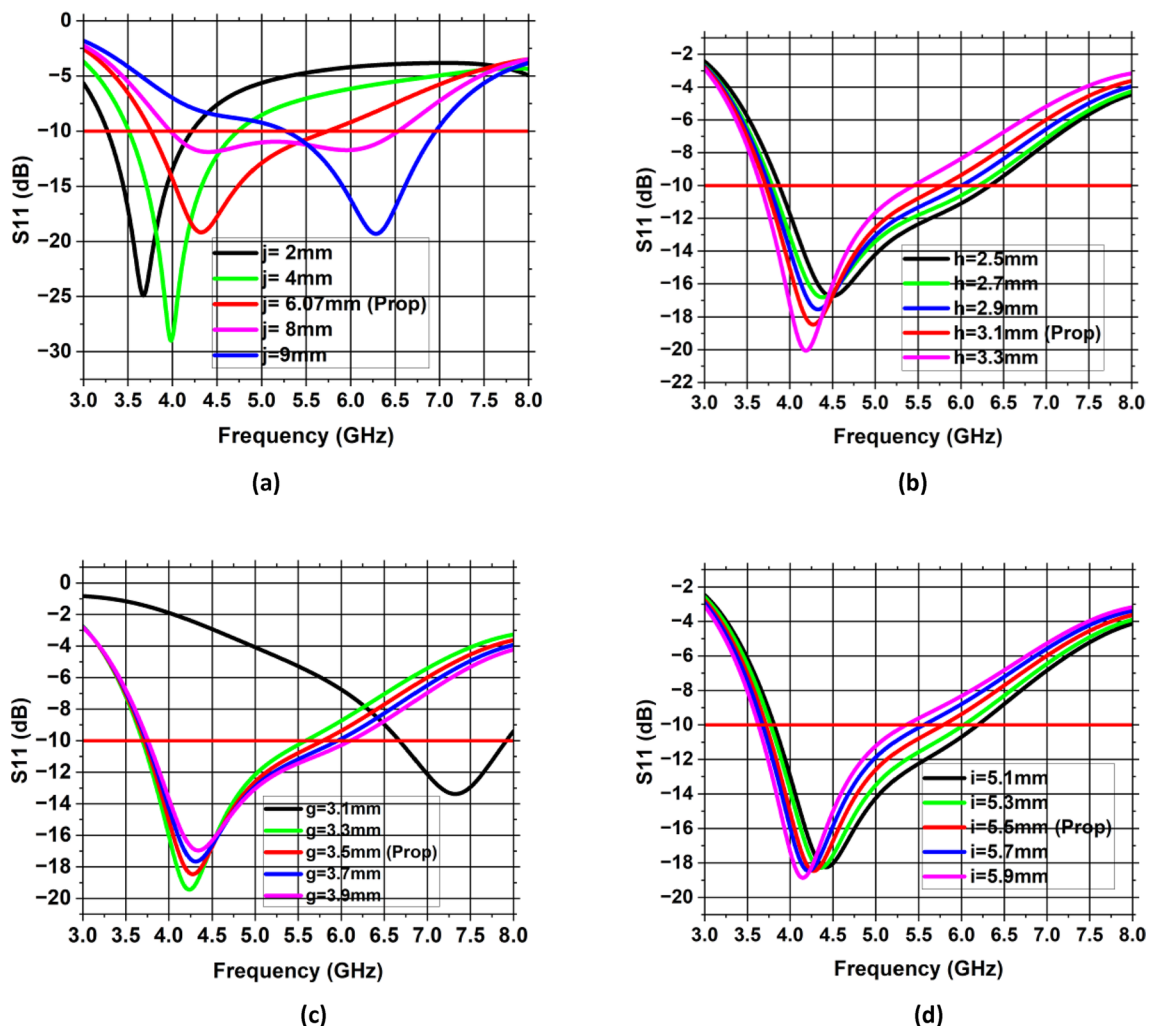 0
−5
−10
−15
−20
−25
−30
S11 (dB)
j= 2mm
j= 4mm
j= 6.07mm (Prop)
j= 8mm
j=9mm
3.0 3.5 4.0 4.5 5.0 5.5 6.0 6.5 7.0 7.5 8.0
Frequency (GHz)
(a)
−2
−4
−6
−8
−10
−12
−14
−16
−18
−20
−22
S11 (dB)
h=2.5mm
h=2.7mm
h=2.9mm
h=3.1mm (Prop)
h=3.3mm
3.0 3.5 4.0 4.5 5.0 5.5 6.0 6.5 7.0 7.5 8.0
Frequency (GHz)
(b)
0
−2
−4
−6
−8
−10
−12
−14
−16
−18
−20
S11 (dB)
g=3.1mm
g=3.3mm
g=3.5mm (Prop)
g=3.7mm
g=3.9mm
3.0 3.5 4.0 4.5 5.0 5.5 6.0 6.5 7.0 7.5 8.0
Frequency (GHz)
(c)
−2
−4
−6
−8
−10
−12
−14
−16
−18
−20
S11 (dB)
i=5.1mm
i=5.3mm
i=5.5mm (Prop)
i=5.7mm
i=5.9mm
3.0 3.5 4.0 4.5 5.0 5.5 6.0 6.5 7.0 7.5 8.0
Frequency (GHz)
(d)